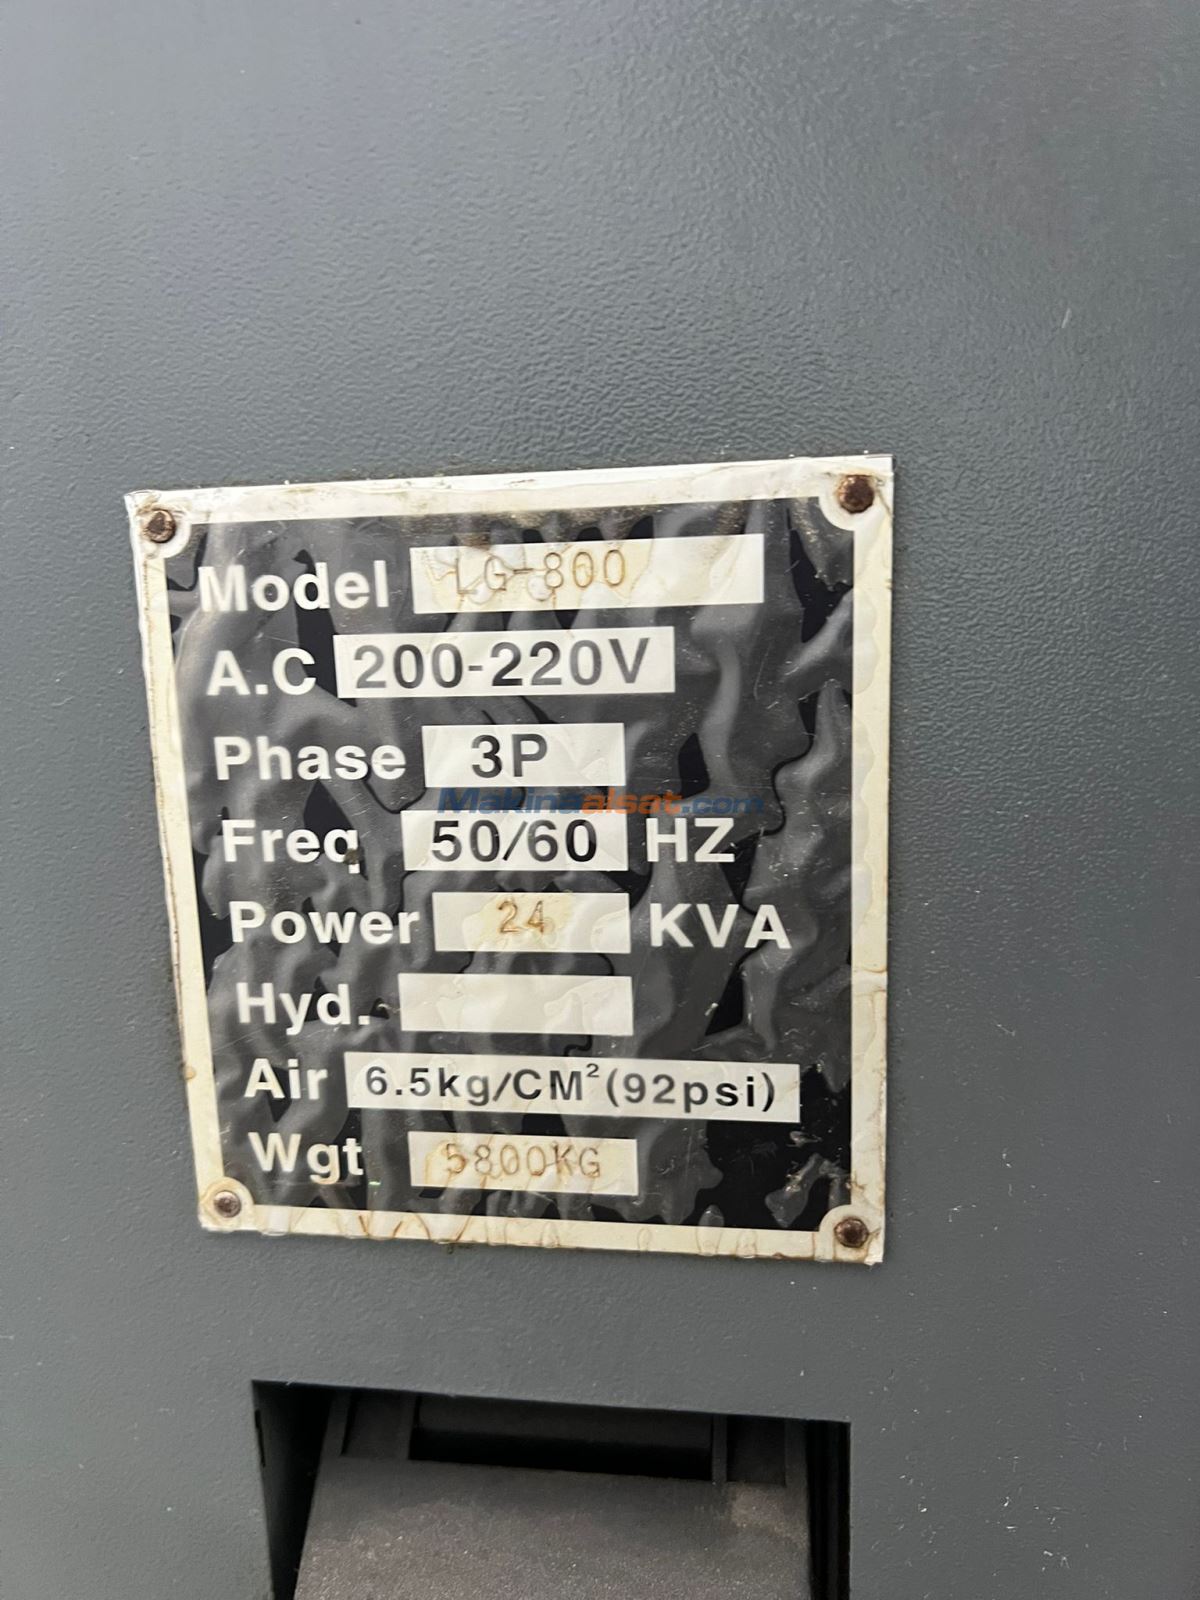 Model LG-800
A.C 200-220V
Phase 3P
Makinaalsat.com
Freq 50/60 HZ
Power 24 KVA
Hyd.
Air 6.5kg/CM²(92psi)
Wgt 5800KG